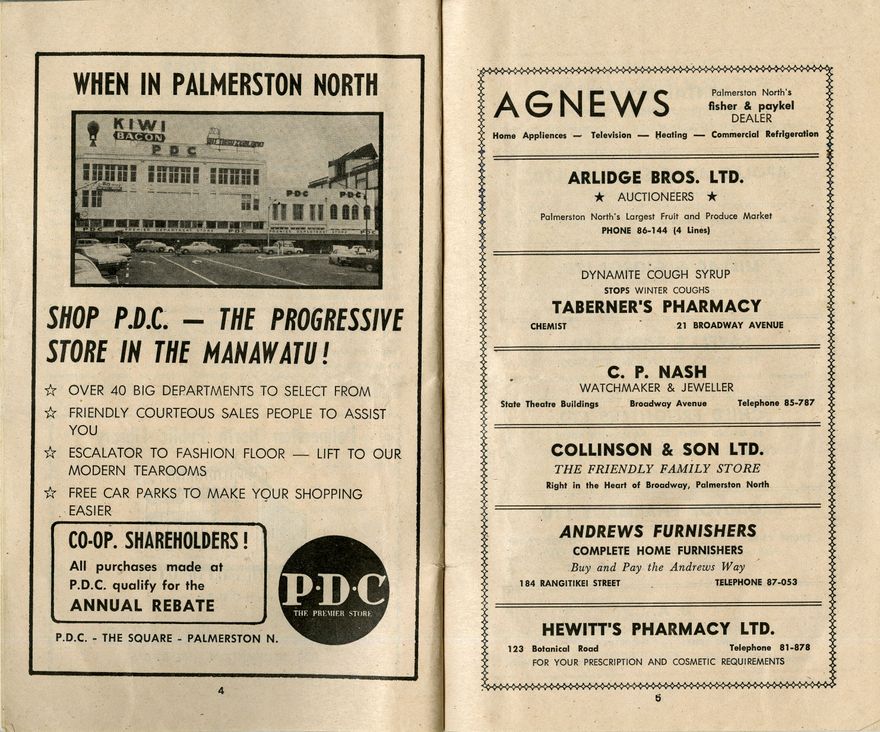 WHEN IN PALMERSTON NORTH
KIWI
BACON
P D C
PDC
PDC
PDC
PREMIER DEPARTMENT STORE
PDC
SHOP P.D.C. — THE PROGRESSIVE
STORE IN THE MANAWATU!
☆ OVER 40 BIG DEPARTMENTS TO SELECT FROM
☆ FRIENDLY COURTEOUS SALES PEOPLE TO ASSIST
YOU
☆ ESCALATOR TO FASHION FLOOR — LIFT TO OUR
MODERN TEAROOMS
☆ FREE CAR PARKS TO MAKE YOUR SHOPPING
EASIER
CO-OP. SHAREHOLDERS!
All purchases made at
P.D.C. qualify for the
ANNUAL REBATE
P·D·C
THE PREMIER STORE
P.D.C. - THE SQUARE - PALMERSTON N.
4
AGNEWS
Palmerston North's
fisher & paykel
DEALER
Home Appliances — Television — Heating — Commercial Refrigeration
ARLIDGE BROS. LTD.
★ AUCTIONEERS ★
Palmerston North's Largest Fruit and Produce Market
PHONE 86-144 (4 Lines)
DYNAMITE COUGH SYRUP
STOPS WINTER COUGHS
TABERNER'S PHARMACY
CHEMIST 21 BROADWAY AVENUE
C. P. NASH
WATCHMAKER & JEWELLER
State Theatre Buildings Broadway Avenue Telephone 85-787
COLLINSON & SON LTD.
THE FRIENDLY FAMILY STORE
Right in the Heart of Broadway, Palmerston North
ANDREWS FURNISHERS
COMPLETE HOME FURNISHERS
Buy and Pay the Andrews Way
184 RANGITIKEI STREET TELEPHONE 87-053
HEWITT'S PHARMACY LTD.
123 Botanical Road Telephone 81-878
FOR YOUR PRESCRIPTION AND COSMETIC REQUIREMENTS
5